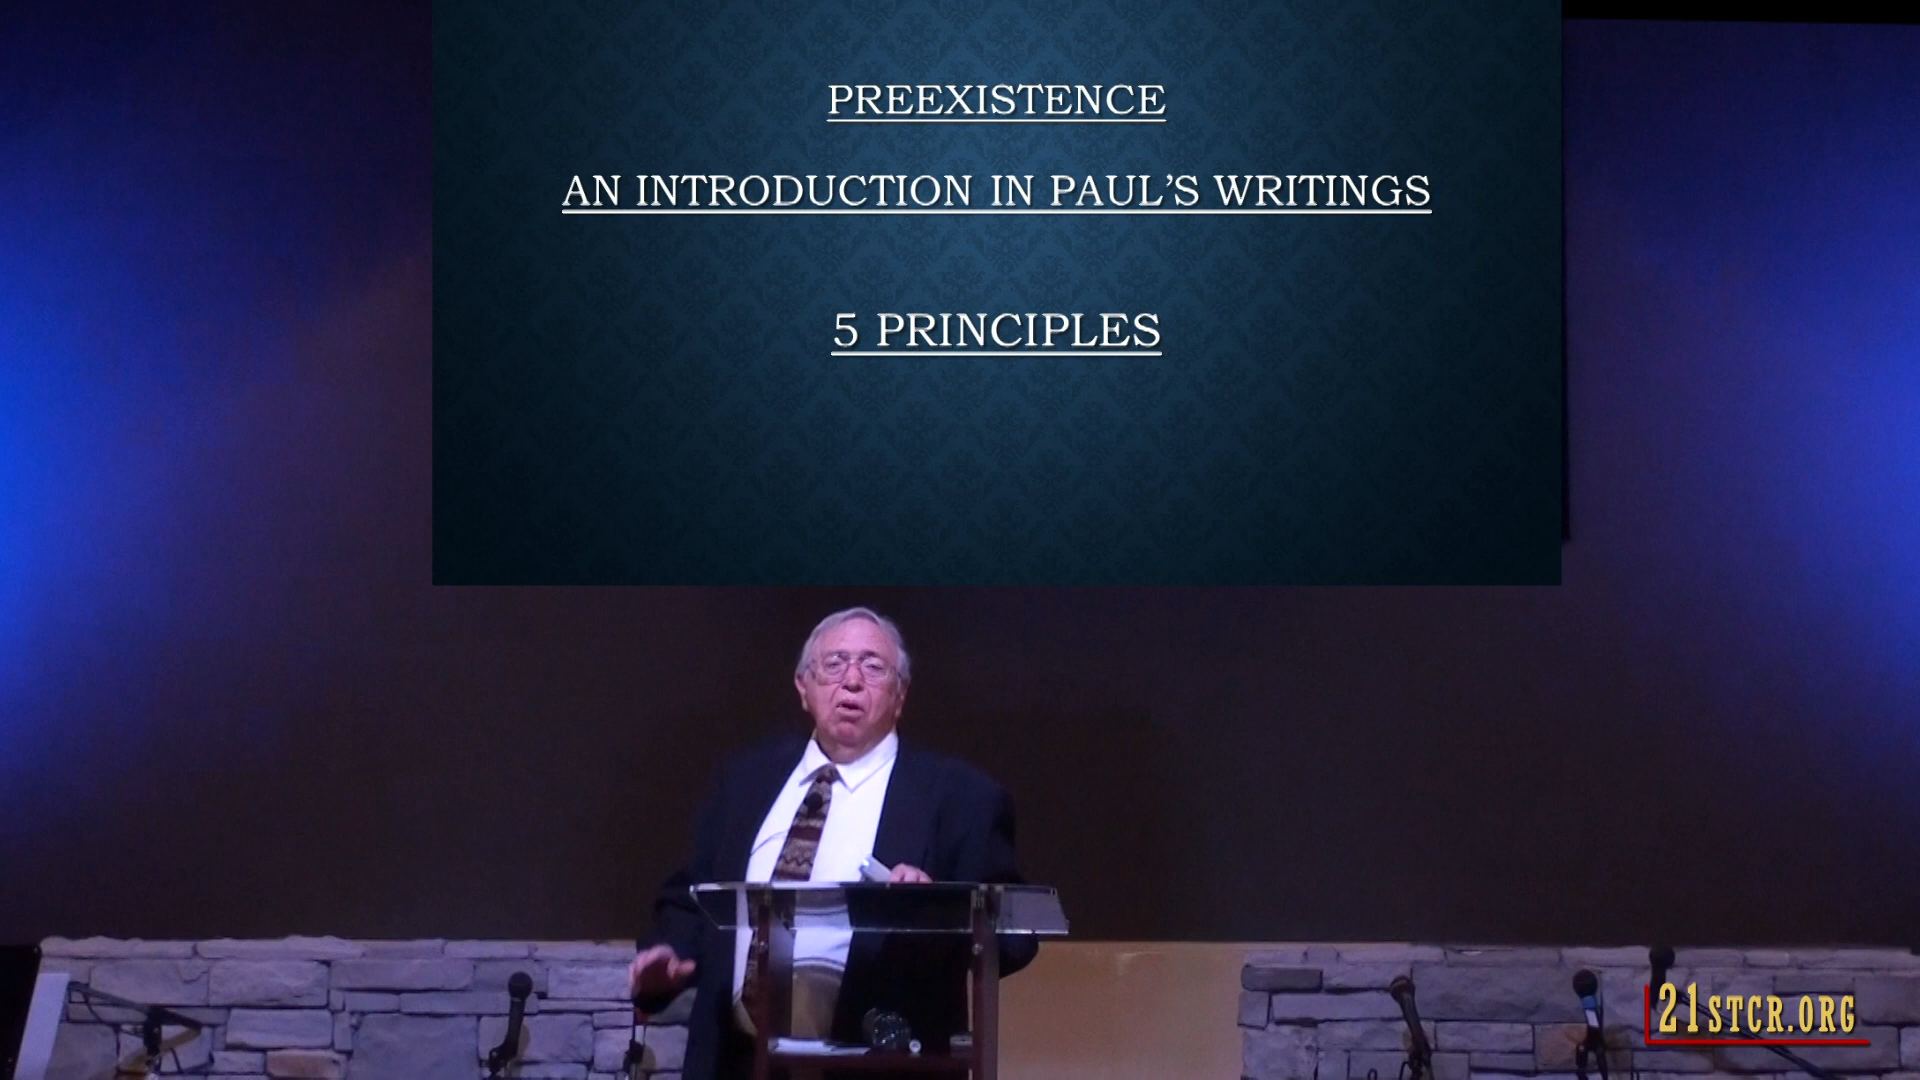 PREEXISTENCE
AN INTRODUCTION IN PAUL'S WRITINGS
5 PRINCIPLES
21STCR.ORG